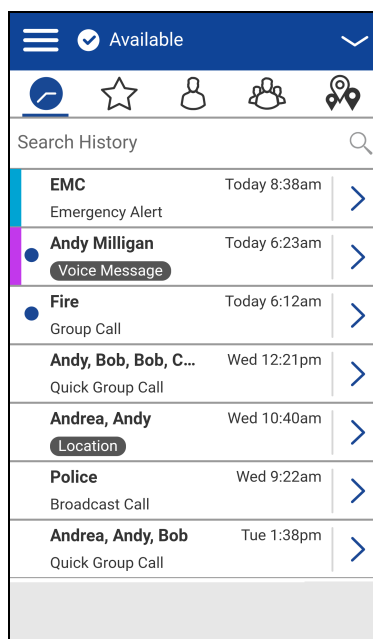 Available
Search History
EMC Today 8:38am
Emergency Alert
Andy Milligan Today 6:23am
Voice Message
Fire Today 6:12am
Group Call
Andy, Bob, Bob, C... Wed 12:21pm
Quick Group Call
Andrea, Andy Wed 10:40am
Location
Police Wed 9:22am
Broadcast Call
Andrea, Andy, Bob Tue 1:38pm
Quick Group Call